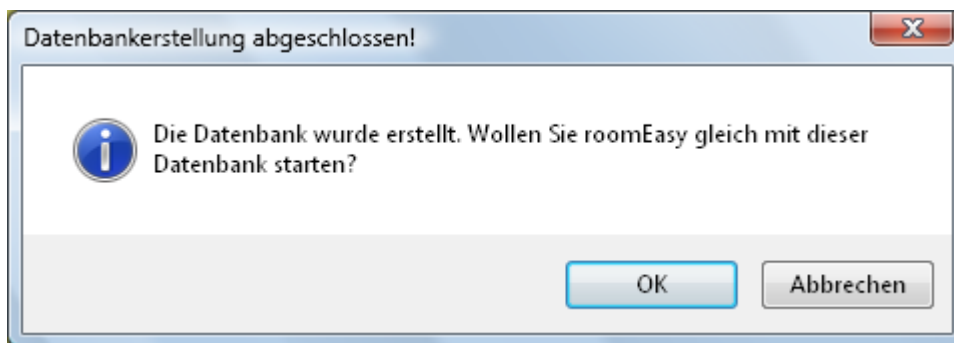 Datenbankerstellung abgeschlossen!
Die Datenbank wurde erstellt. Wollen Sie roomEasy gleich mit dieser
Datenbank starten?
OK
Abbrechen